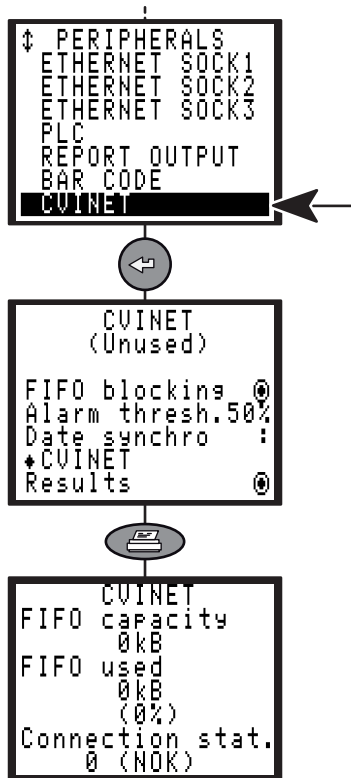 ↕ PERIPHERALS
ETHERNET SOCK1
ETHERNET SOCK2
ETHERNET SOCK3
PLC
REPORT OUTPUT
BAR CODE
CVINET
CVINET
(Unused)
FIFO blocking
Alarm thresh.50%
Date synchro :
CVINET
Results
CVINET
FIFO capacity
0kB
FIFO used
0kB
(0%)
Connection stat.
0 (NOK)